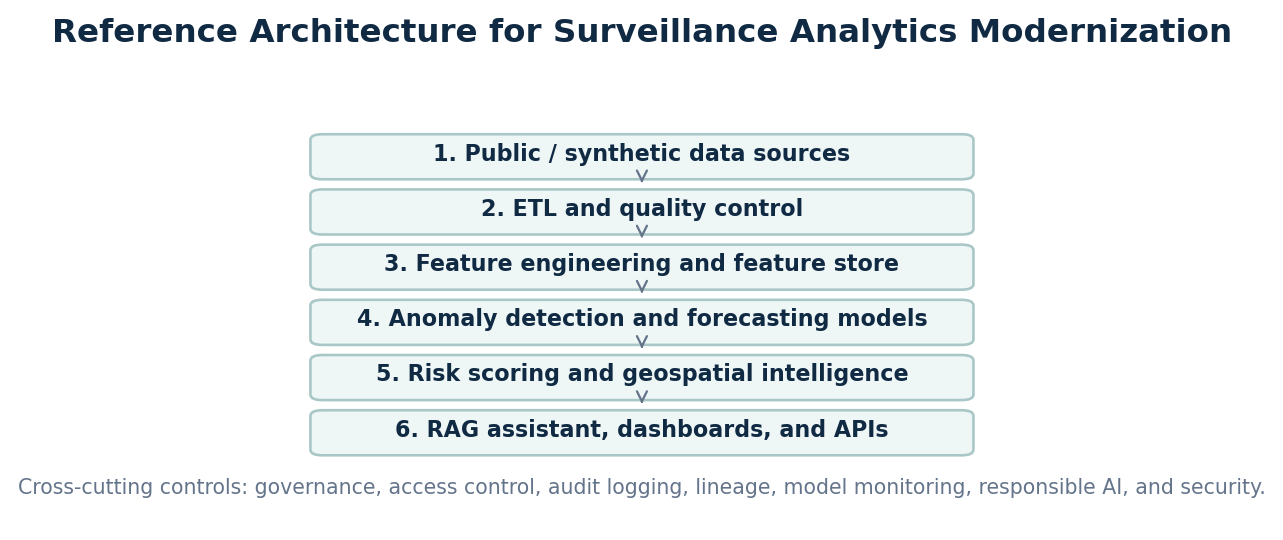 Reference Architecture for Surveillance Analytics Modernization
1. Public / synthetic data sources
2. ETL and quality control
3. Feature engineering and feature store
4. Anomaly detection and forecasting models
5. Risk scoring and geospatial intelligence
6. RAG assistant, dashboards, and APIs
Cross-cutting controls: governance, access control, audit logging, lineage, model monitoring, responsible AI, and security.